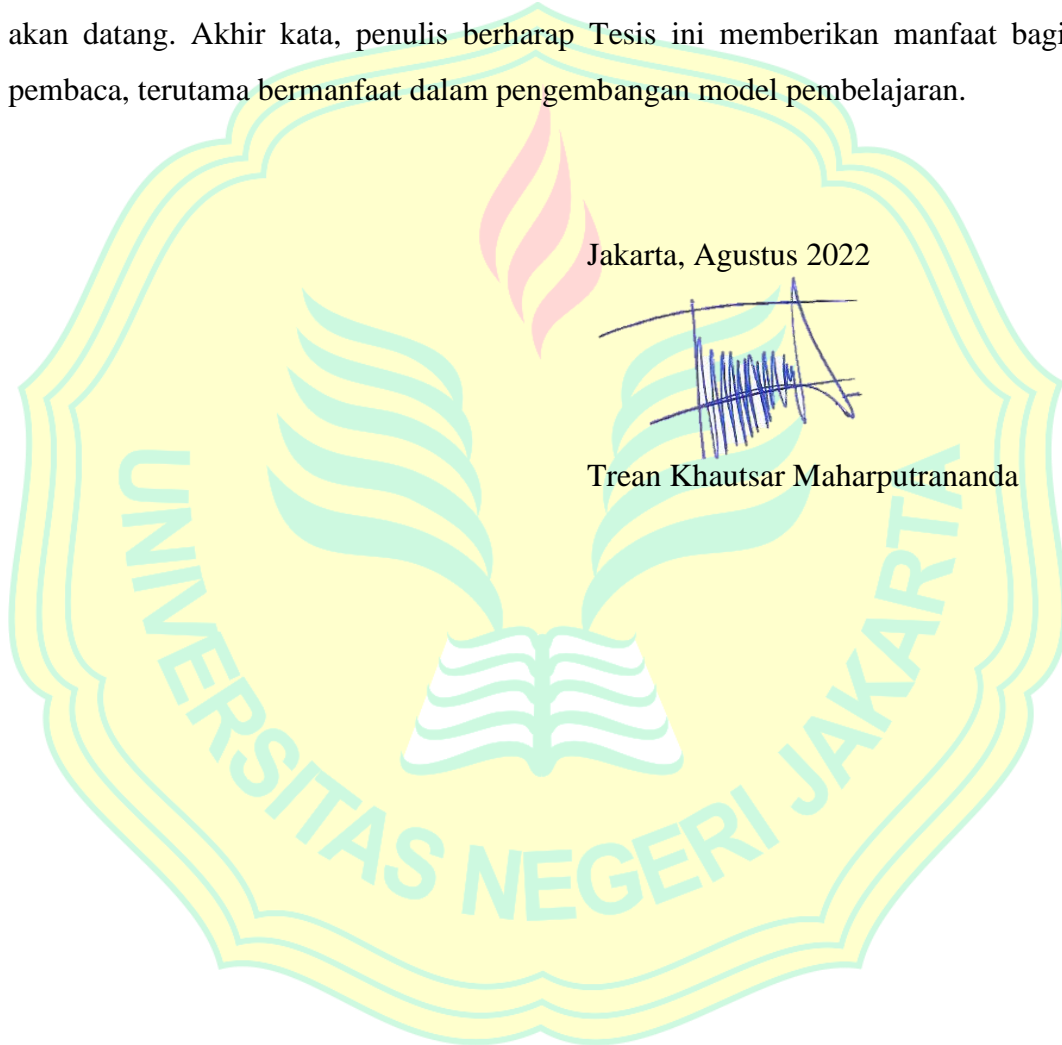 akan datang. Akhir kata, penulis berharap Tesis ini memberikan manfaat bagi
pembaca, terutama bermanfaat dalam pengembangan model pembelajaran.
Jakarta, Agustus 2022
Trean Khautsar Maharputrananda
UNIVERSITAS NEGERI JAKARTA